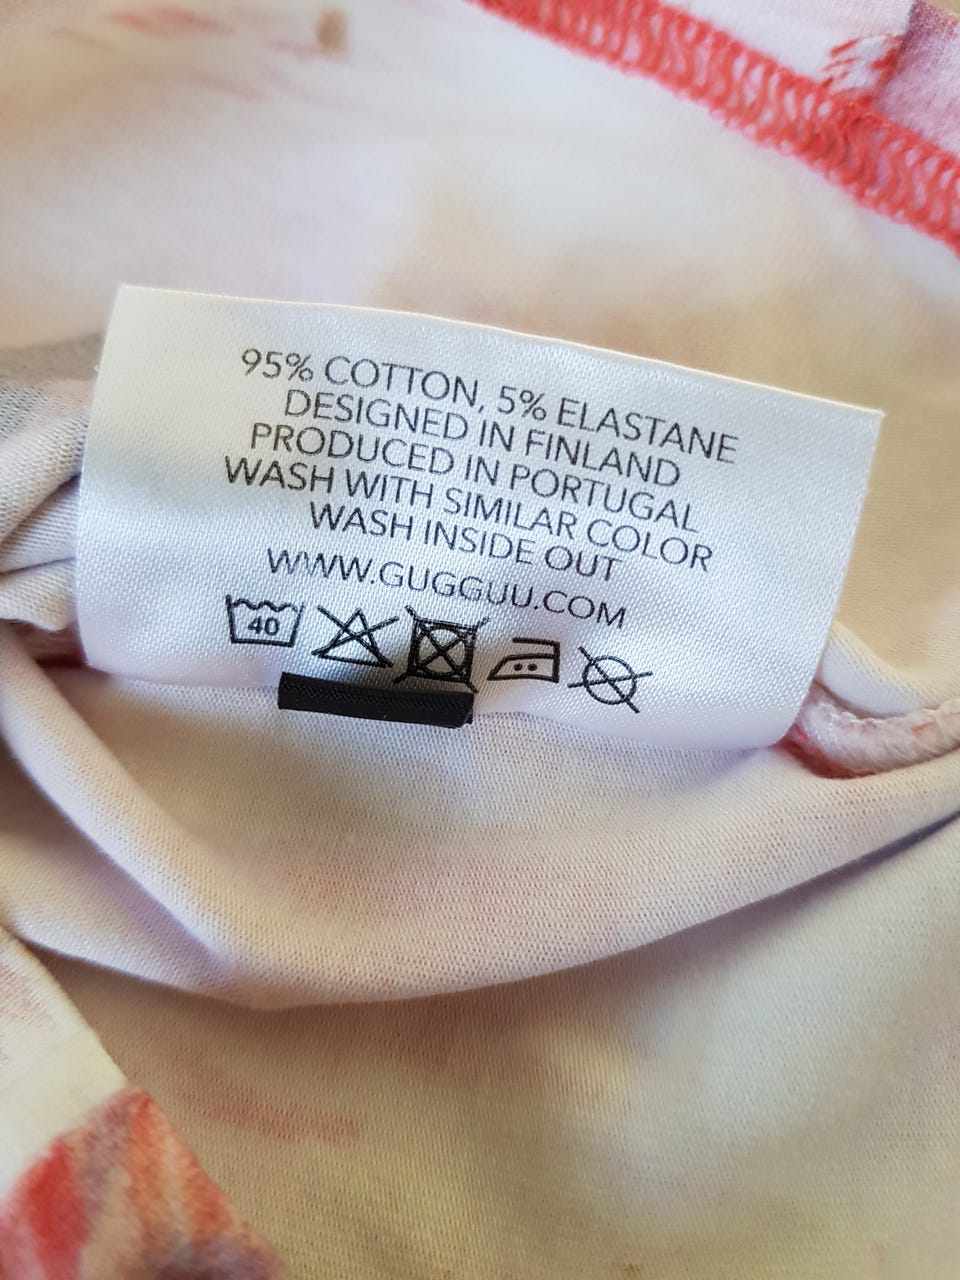 95% COTTON, 5% ELASTANE
DESIGNED IN FINLAND
PRODUCED IN PORTUGAL
WASH WITH SIMILAR COLOR
WASH INSIDE OUT
WWW.GUGGUU.COM
40